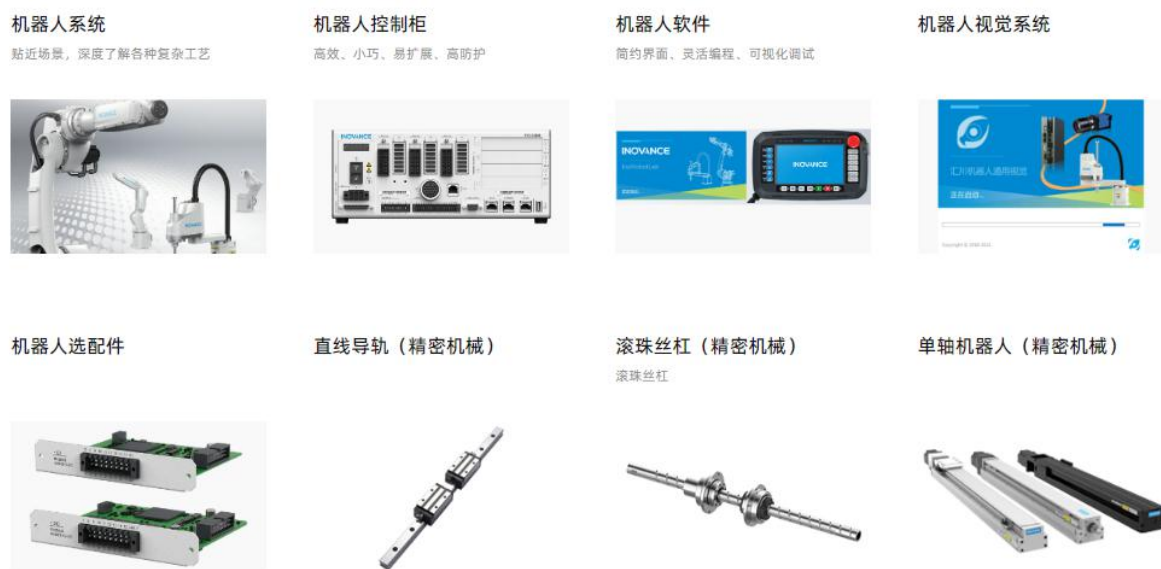 机器人系统
贴近场景，深度了解各种复杂工艺
机器人控制柜
高效、小巧、易扩展、高防护
机器人软件
简约界面、灵活编程、可视化调试
机器人视觉系统
INOVANCE
INOVANCE
INOVANCE
INOVANCE
汇川机器人通用视觉
正在启动...
机器人选配件
直线导轨（精密机械）
滚珠丝杠（精密机械）
滚珠丝杠
单轴机器人（精密机械）